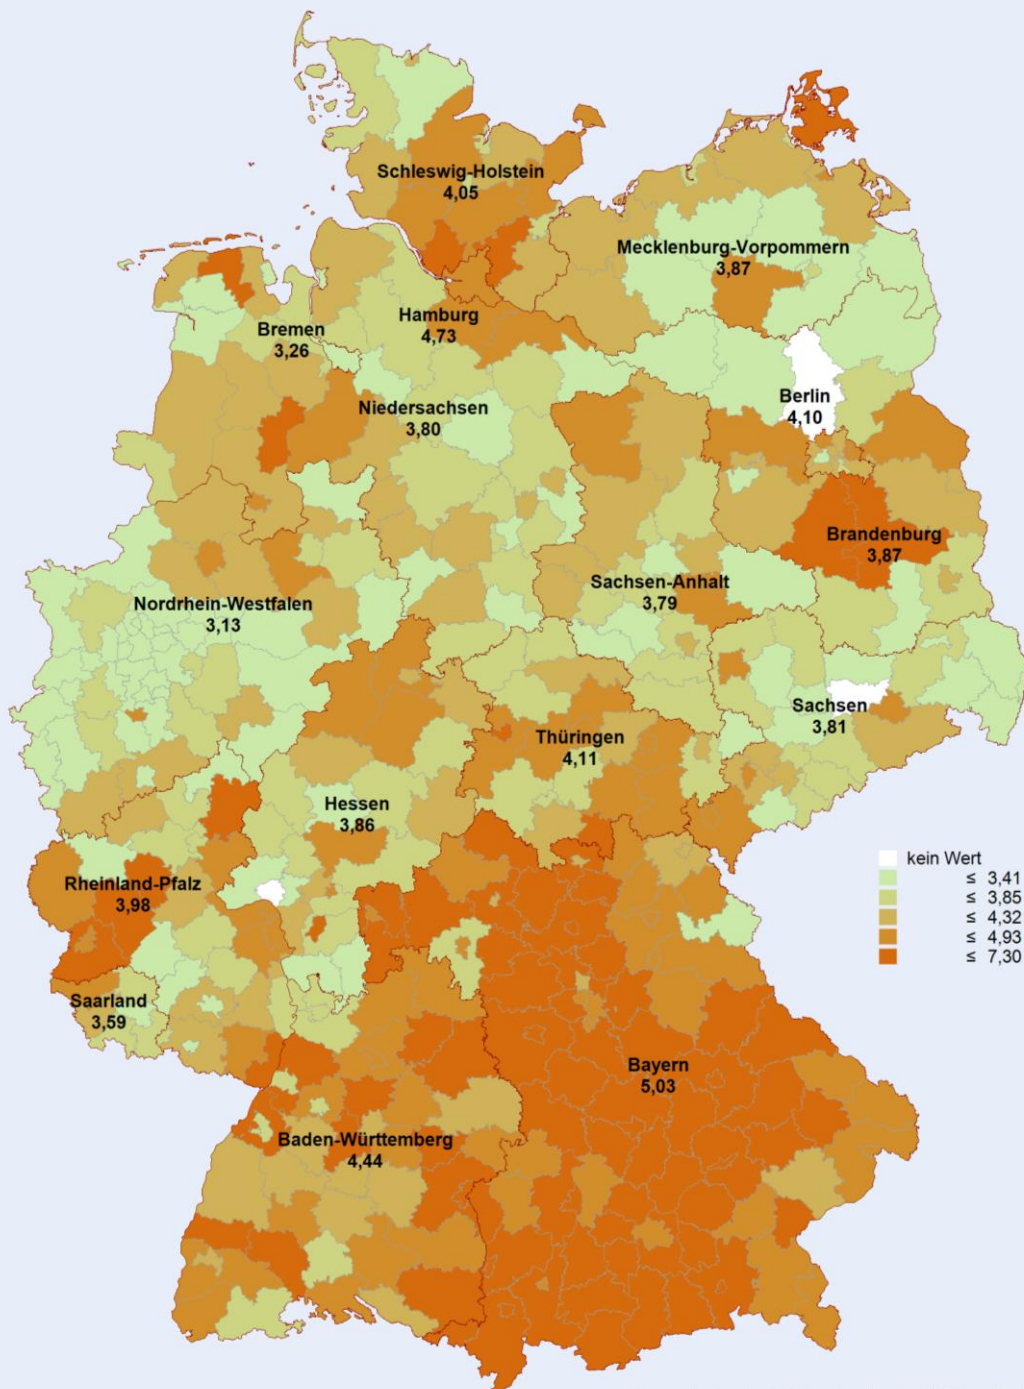 Schleswig-Holstein
4,05
Mecklenburg-Vorpommern
3,87
Hamburg
4,73
Bremen
3,26
Niedersachsen
3,80
Berlin
4,10
Brandenburg
3,87
Sachsen-Anhalt
3,79
Nordrhein-Westfalen
3,13
Sachsen
3,81
Thüringen
4,11
Hessen
3,86
Rheinland-Pfalz
3,98
Saarland
3,59
Bayern
5,03
Baden-Württemberg
4,44
kein Wert
≤ 3,41
≤ 3,85
≤ 4,32
≤ 4,93
≤ 7,30